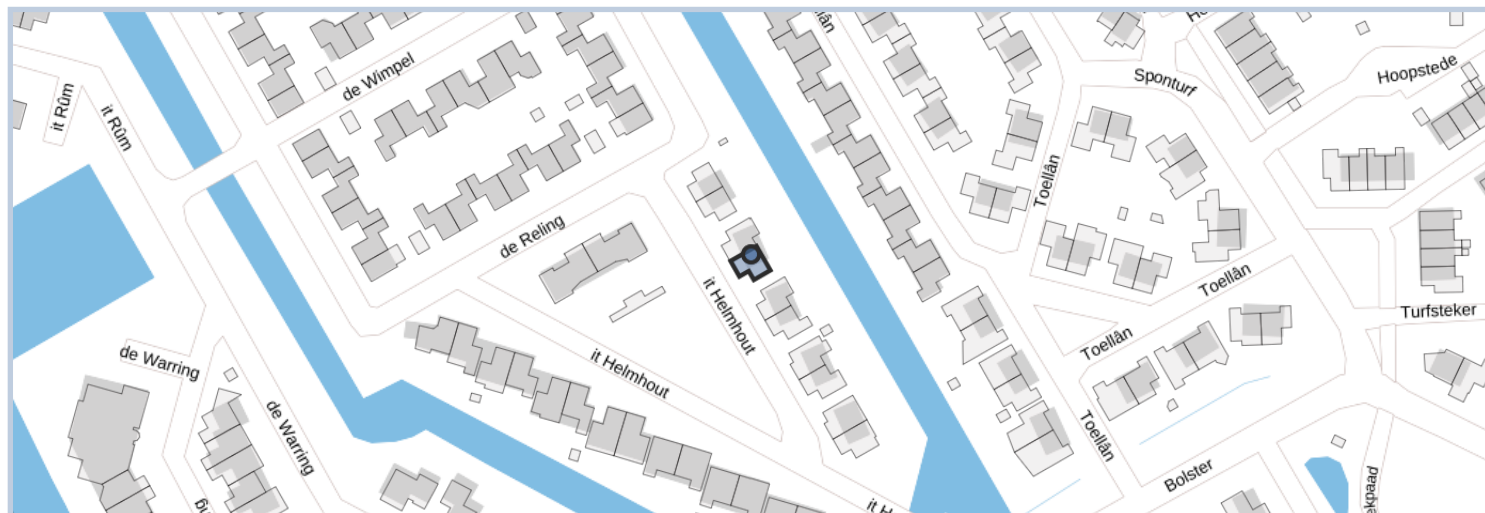 de Wimpel
it Rûm
it Rûm
Sponturf
Hoopstede
Toellân
de Reling
it Helmhout
Toellân
Turfsteker
Toellân
de Warring
it Helmhout
de Warring
Toellân
Bolster